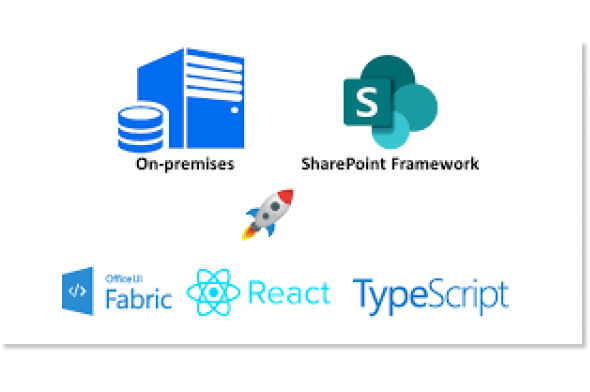 S
On-premises
SharePoint Framework
</>
Office UI
Fabric
React
TypeScript